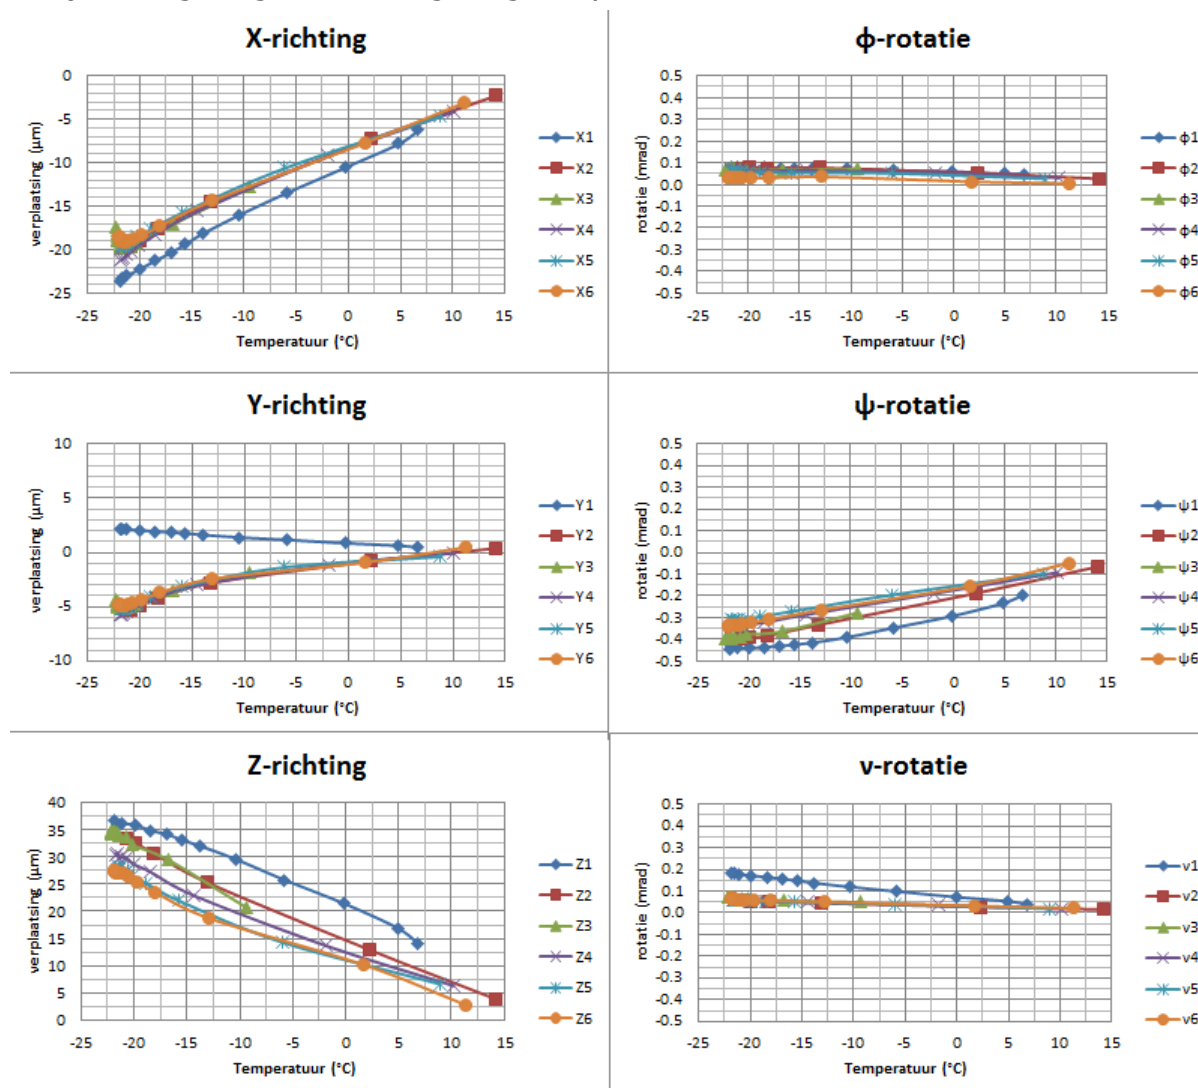 X-richting
verplaatsing (µm)
0
-5
-10
-15
-20
-25
-25 -20 -15 -10 -5 0 5 10 15
Temperatuur (°C)
X1
X2
X3
X4
X5
X6
ϕ-rotatie
rotatie (mrad)
0.5
0.4
0.3
0.2
0.1
0.0
-0.1
-0.2
-0.3
-0.4
-0.5
-25 -20 -15 -10 -5 0 5 10 15
Temperatuur (°C)
ϕ1
ϕ2
ϕ3
ϕ4
ϕ5
ϕ6
Y-richting
verplaatsing (µm)
10
5
0
-5
-10
-25 -20 -15 -10 -5 0 5 10 15
Temperatuur (°C)
Y1
Y2
Y3
Y4
Y5
Y6
ψ-rotatie
rotatie (mrad)
0.5
0.4
0.3
0.2
0.1
0.0
-0.1
-0.2
-0.3
-0.4
-0.5
-25 -20 -15 -10 -5 0 5 10 15
Temperatuur (°C)
ψ1
ψ2
ψ3
ψ4
ψ5
ψ6
Z-richting
verplaatsing (µm)
40
35
30
25
20
15
10
5
0
-25 -20 -15 -10 -5 0 5 10 15
Temperatuur (°C)
Z1
Z2
Z3
Z4
Z5
Z6
ν-rotatie
rotatie (mrad)
0.5
0.4
0.3
0.2
0.1
0.0
-0.1
-0.2
-0.3
-0.4
-0.5
-25 -20 -15 -10 -5 0 5 10 15
Temperatuur (°C)
ν1
ν2
ν3
ν4
ν5
ν6